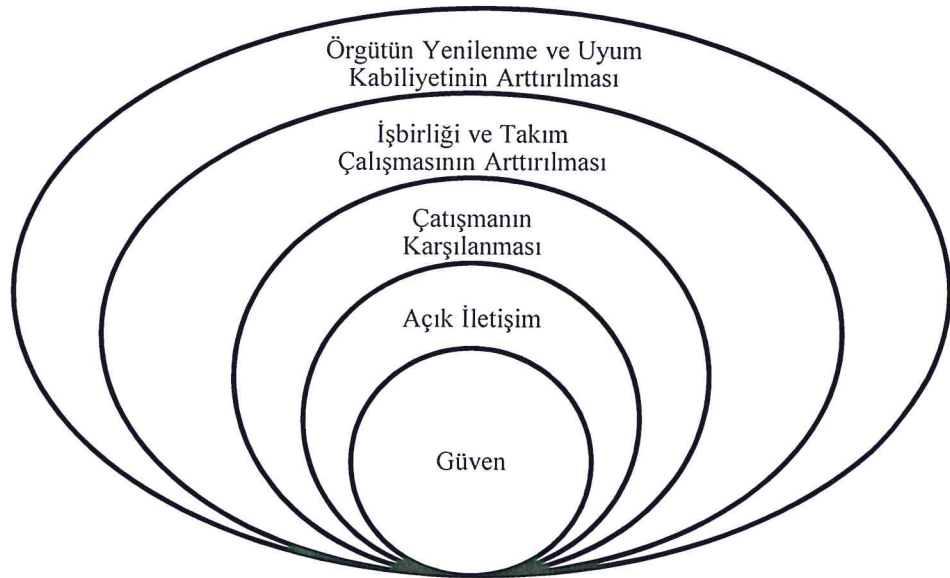 Örgütün Yenilenme ve Uyum
Kabiliyetinin Arttırılması
İşbirliği ve Takım
Çalışmasının Arttırılması
Çatışmanın
Karşılanması
Açık İletişim
Güven